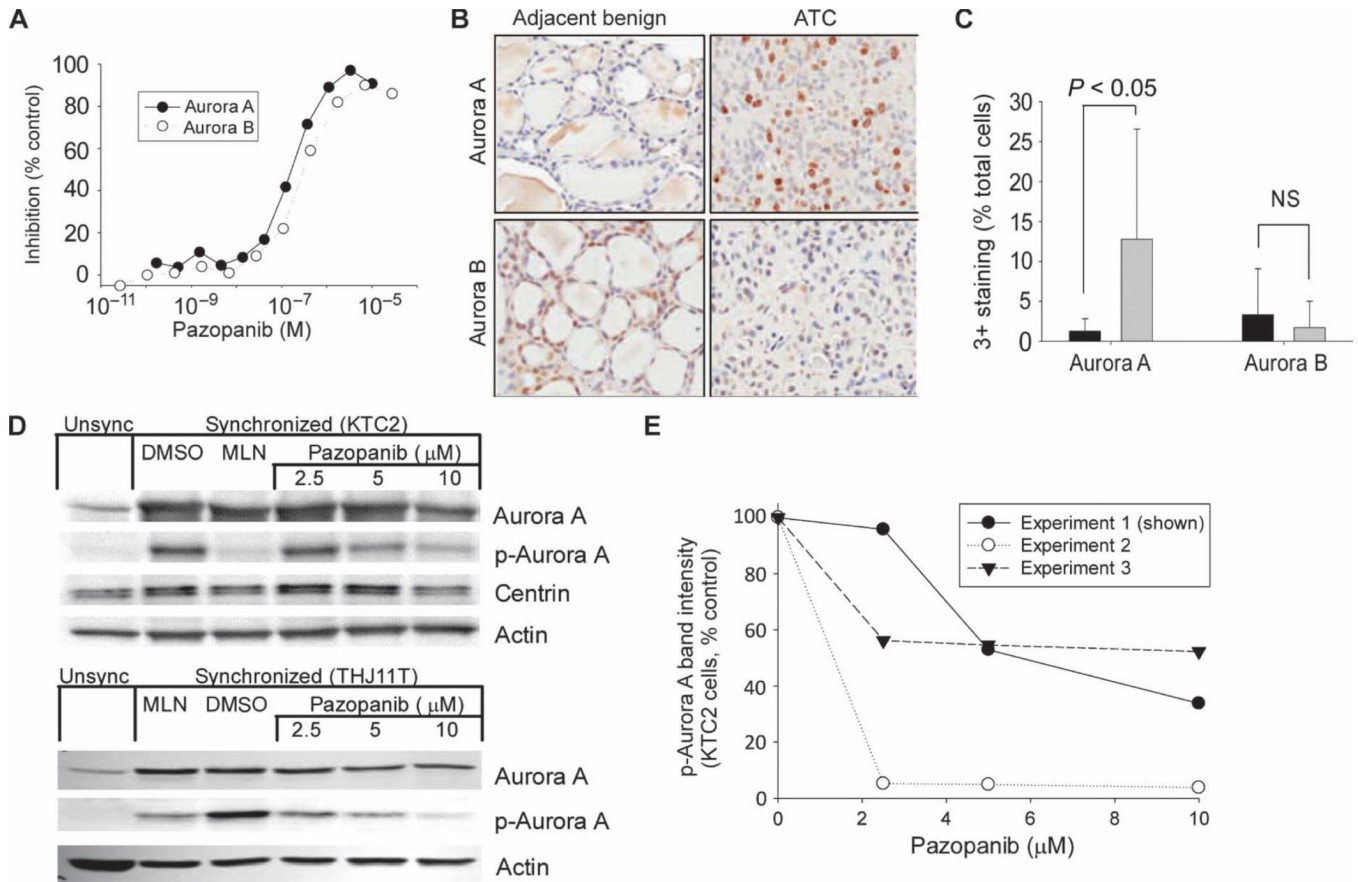 A
Inhibition (% control)
100
80
60
40
20
0
Aurora A
Aurora B
10⁻¹¹ 10⁻⁹ 10⁻⁷ 10⁻⁵
Pazopanib (M)
B
Adjacent benign ATC
Aurora A
Aurora B
C
3+ staining (% total cells)
30
25
20
15
10
5
0
P < 0.05
NS
Aurora A Aurora B
D
Unsync Synchronized (KTC2)
DMSO MLN Pazopanib (μM)
2.5 5 10
Aurora A
p-Aurora A
Centrin
Actin
Unsync Synchronized (THJ11T)
MLN DMSO Pazopanib (μM)
2.5 5 10
Aurora A
p-Aurora A
Actin
E
p-Aurora A band intensity
(KTC2 cells, % control)
100
80
60
40
20
0
Experiment 1 (shown)
Experiment 2
Experiment 3
0 2 4 6 8 10
Pazopanib (μM)